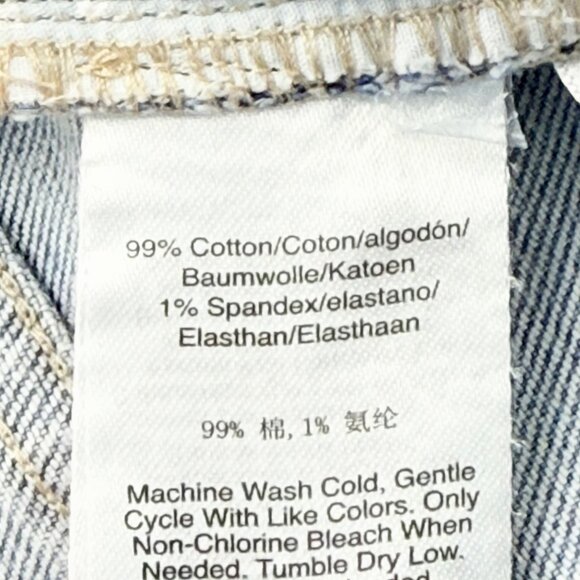 99% Cotton/Coton/algodón/
Baumwolle/Katoen
1% Spandex/elastano/
Elasthan/Elasthaan
99% 棉, 1% 氨纶
Machine Wash Cold, Gentle
Cycle With Like Colors. Only
Non-Chlorine Bleach When
Needed. Tumble Dry Low.